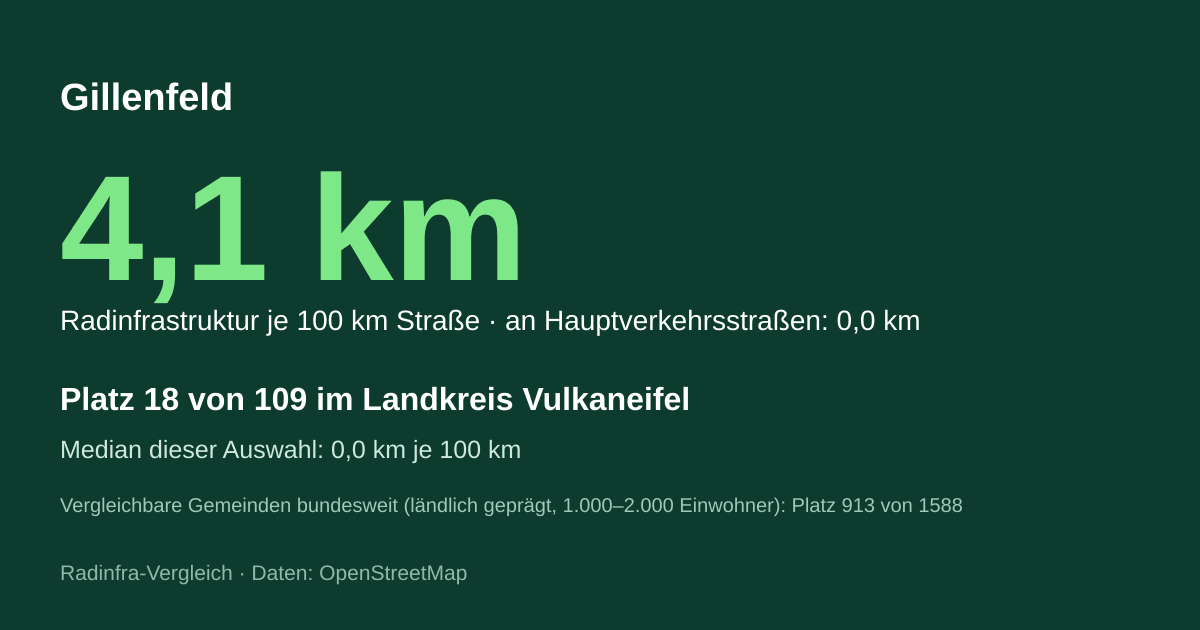 Gillenfeld
4,1 km
Radinfrastruktur je 100 km Straße · an Hauptverkehrsstraßen: 0,0 km
Platz 18 von 109 im Landkreis Vulkaneifel
Median dieser Auswahl: 0,0 km je 100 km
Vergleichbare Gemeinden bundesweit (ländlich geprägt, 1.000–2.000 Einwohner): Platz 913 von 1588
Radinfra-Vergleich · Daten: OpenStreetMap